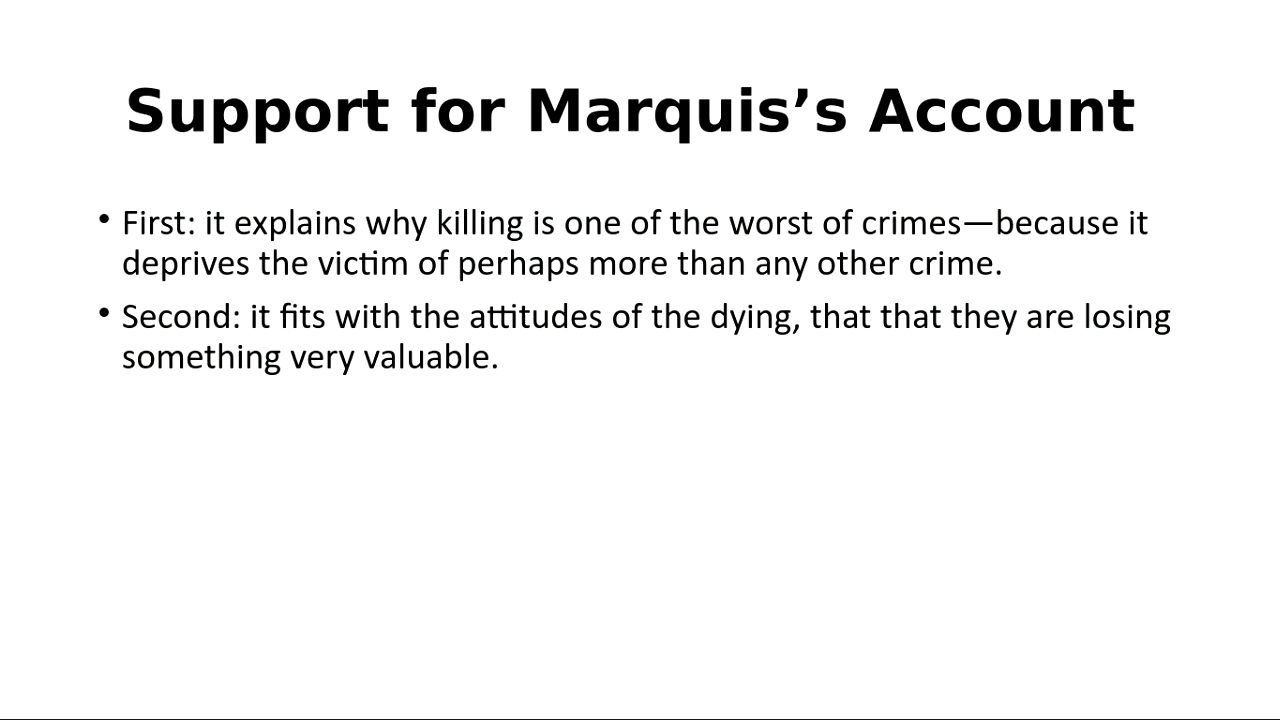 Support for Marquis’s Account
• First: it explains why killing is one of the worst of crimes—because it
deprives the victim of perhaps more than any other crime.
• Second: it fits with the attitudes of the dying, that that they are losing
something very valuable.